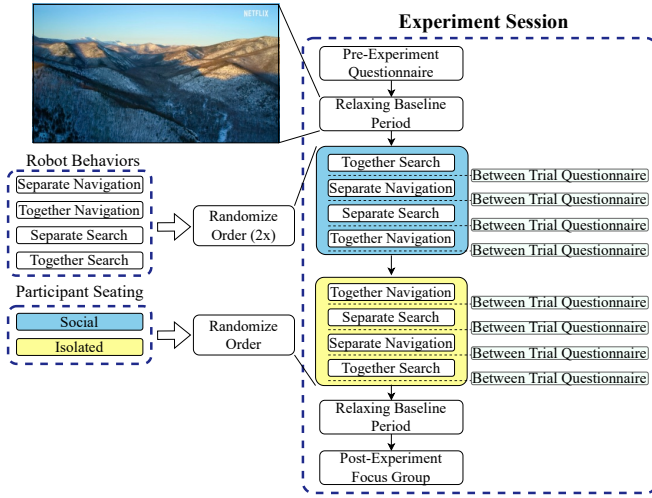 NETFLIX
Experiment Session
Pre-Experiment
Questionnaire
Relaxing Baseline
Period
Robot Behaviors
Separate Navigation
Together Navigation
Separate Search
Together Search
Randomize
Order (2x)
Together Search
Between Trial Questionnaire
Separate Navigation
Between Trial Questionnaire
Separate Search
Between Trial Questionnaire
Together Navigation
Between Trial Questionnaire
Participant Seating
Social
Isolated
Randomize
Order
Together Navigation
Between Trial Questionnaire
Separate Search
Between Trial Questionnaire
Separate Navigation
Between Trial Questionnaire
Together Search
Between Trial Questionnaire
Relaxing Baseline
Period
Post-Experiment
Focus Group